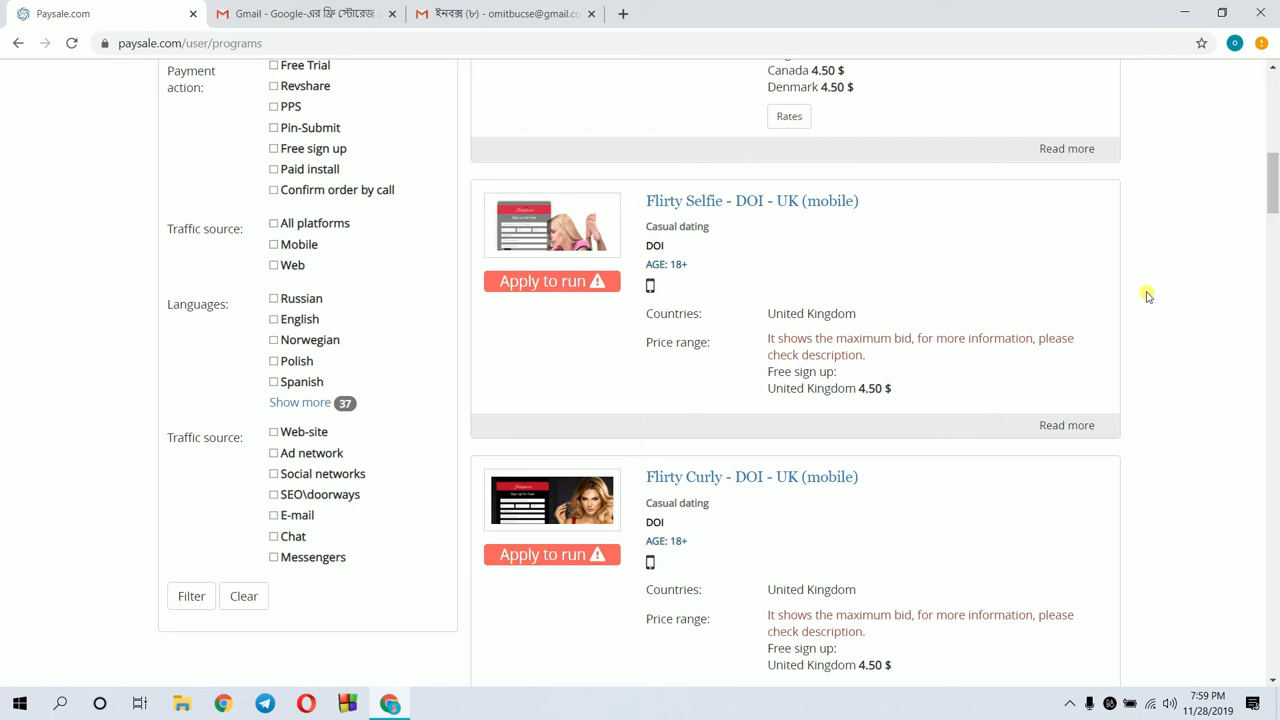 Paysale.com
Gmail - Google-এর ফ্রি স্টোরেজ
ইনবক্স (৮) - omitbucse@gmail.co
paysale.com/user/programs
Payment action:
Free Trial
Revshare
PPS
Pin-Submit
Free sign up
Paid install
Confirm order by call
Traffic source:
All platforms
Mobile
Web
Languages:
Russian
English
Norwegian
Polish
Spanish
Show more 37
Traffic source:
Web-site
Ad network
Social networks
SEO\doorways
E-mail
Chat
Messengers
Filter
Clear
Canada 4.50 $
Denmark 4.50 $
Rates
Read more
Flirty Selfie - DOI - UK (mobile)
Casual dating
DOI
AGE: 18+
Apply to run
Countries: United Kingdom
Price range: It shows the maximum bid, for more information, please
check description.
Free sign up:
United Kingdom 4.50 $
Read more
Flirty Curly - DOI - UK (mobile)
Casual dating
DOI
AGE: 18+
Apply to run
Countries: United Kingdom
Price range: It shows the maximum bid, for more information, please
check description.
Free sign up:
United Kingdom 4.50 $
7:59 PM
11/28/2019